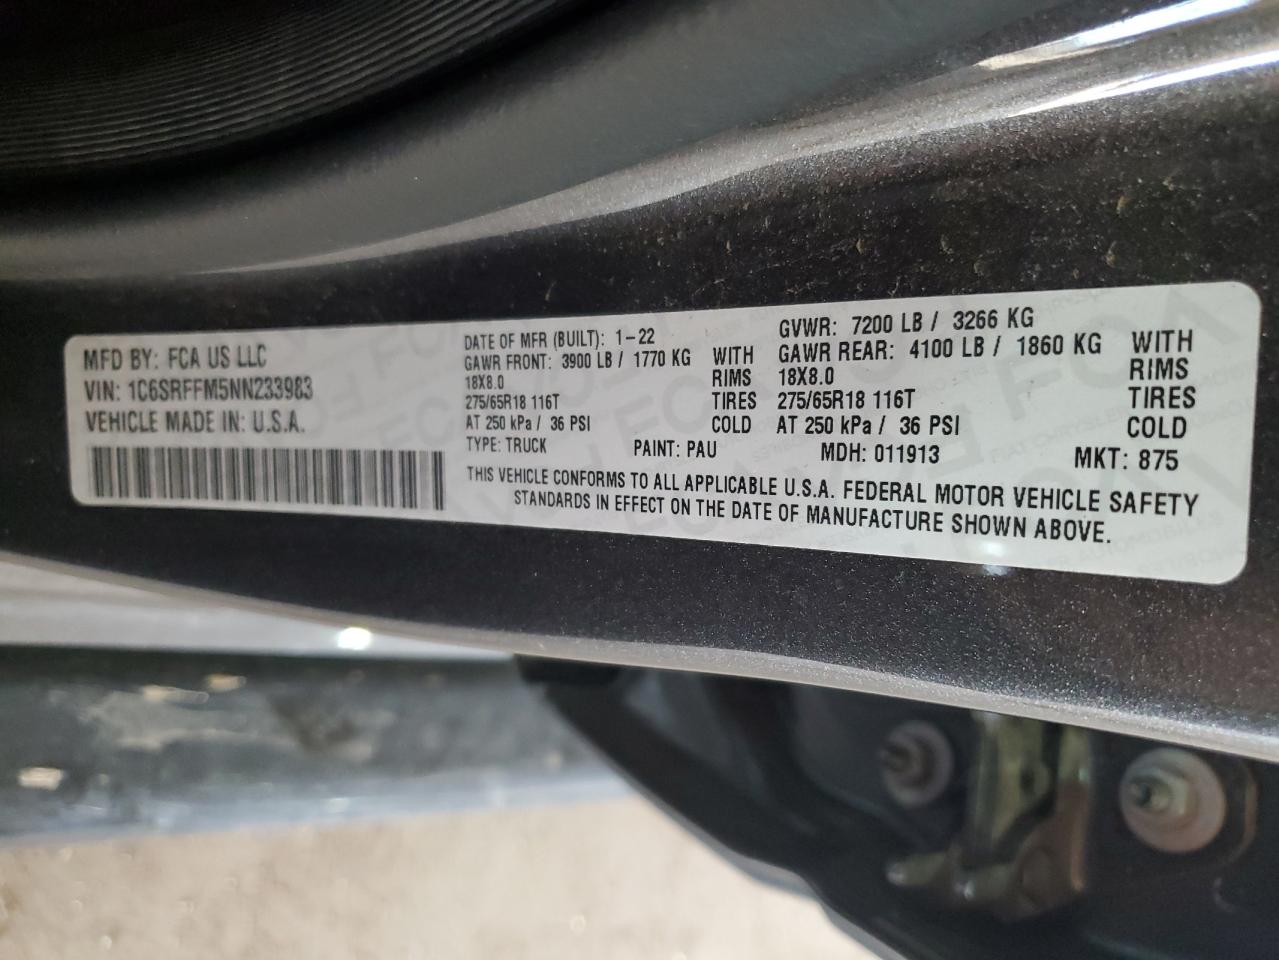 MFD BY: FCA US LLC
VIN: 1C6SRFFM5NN233983
VEHICLE MADE IN: U.S.A.
DATE OF MFR (BUILT): 1-22
GVWR: 7200 LB / 3266 KG
GAWR FRONT: 3900 LB / 1770 KG WITH GAWR REAR: 4100 LB / 1860 KG WITH
18X8.0 RIMS 18X8.0 RIMS
275/65R18 116T TIRES 275/65R18 116T TIRES
AT 250 kPa / 36 PSI COLD AT 250 kPa / 36 PSI COLD
TYPE: TRUCK PAINT: PAU MDH: 011913 MKT: 875
THIS VEHICLE CONFORMS TO ALL APPLICABLE U.S.A. FEDERAL MOTOR VEHICLE SAFETY
STANDARDS IN EFFECT ON THE DATE OF MANUFACTURE SHOWN ABOVE.